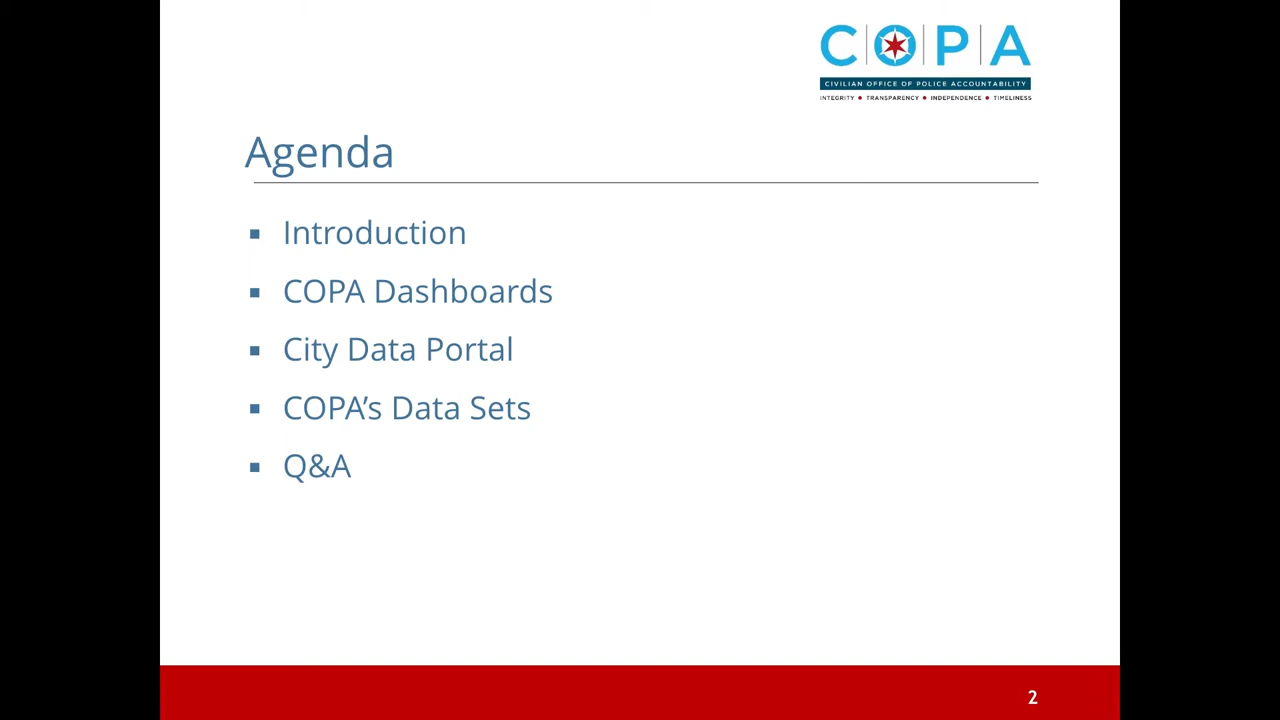 C O P A
CIVILIAN OFFICE OF POLICE ACCOUNTABILITY
INTEGRITY • TRANSPARENCY • INDEPENDENCE • TIMELINESS
Agenda
▪ Introduction
▪ COPA Dashboards
▪ City Data Portal
▪ COPA’s Data Sets
▪ Q&A
2